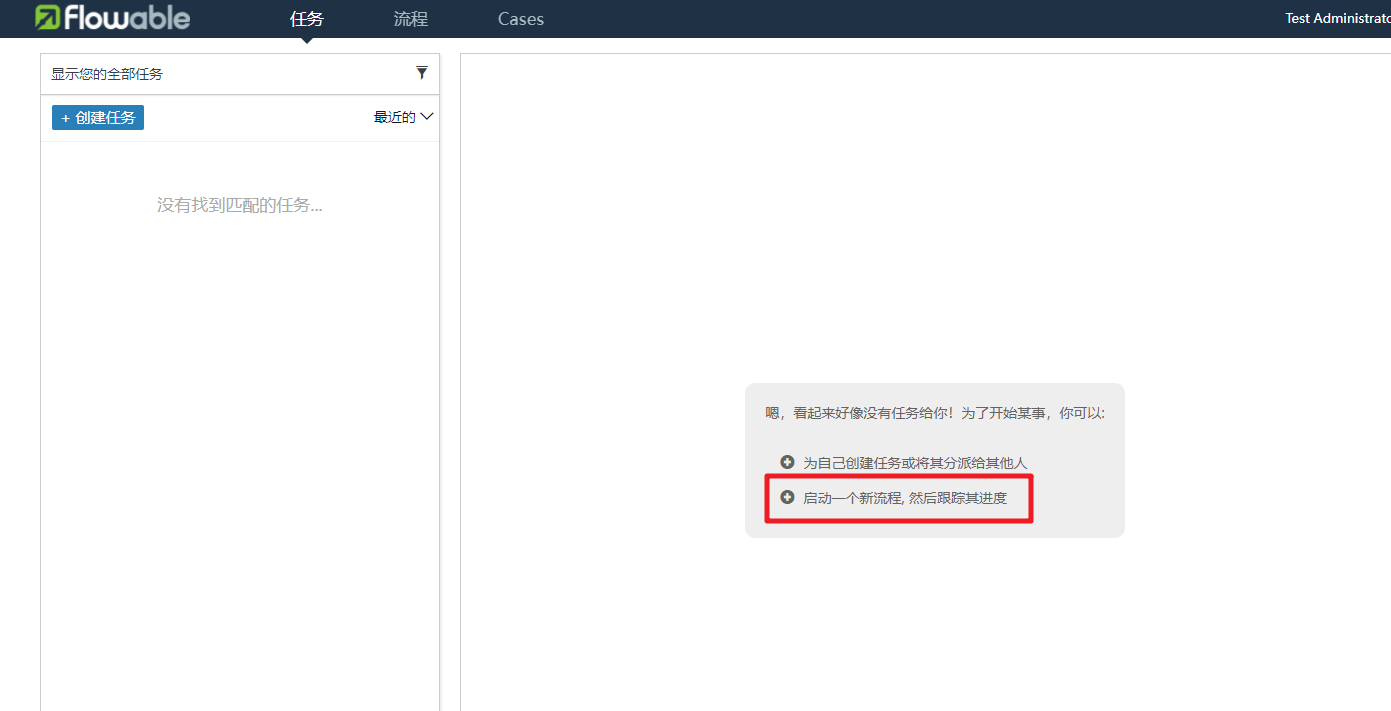 flowable 任务 流程 Cases Test Administrato
显示您的全部任务
+ 创建任务 最近的
没有找到匹配的任务...
嗯，看起来好像没有任务给你！为了开始某事，你可以:
为自己创建任务或将其分派给其他人
启动一个新流程, 然后跟踪其进度